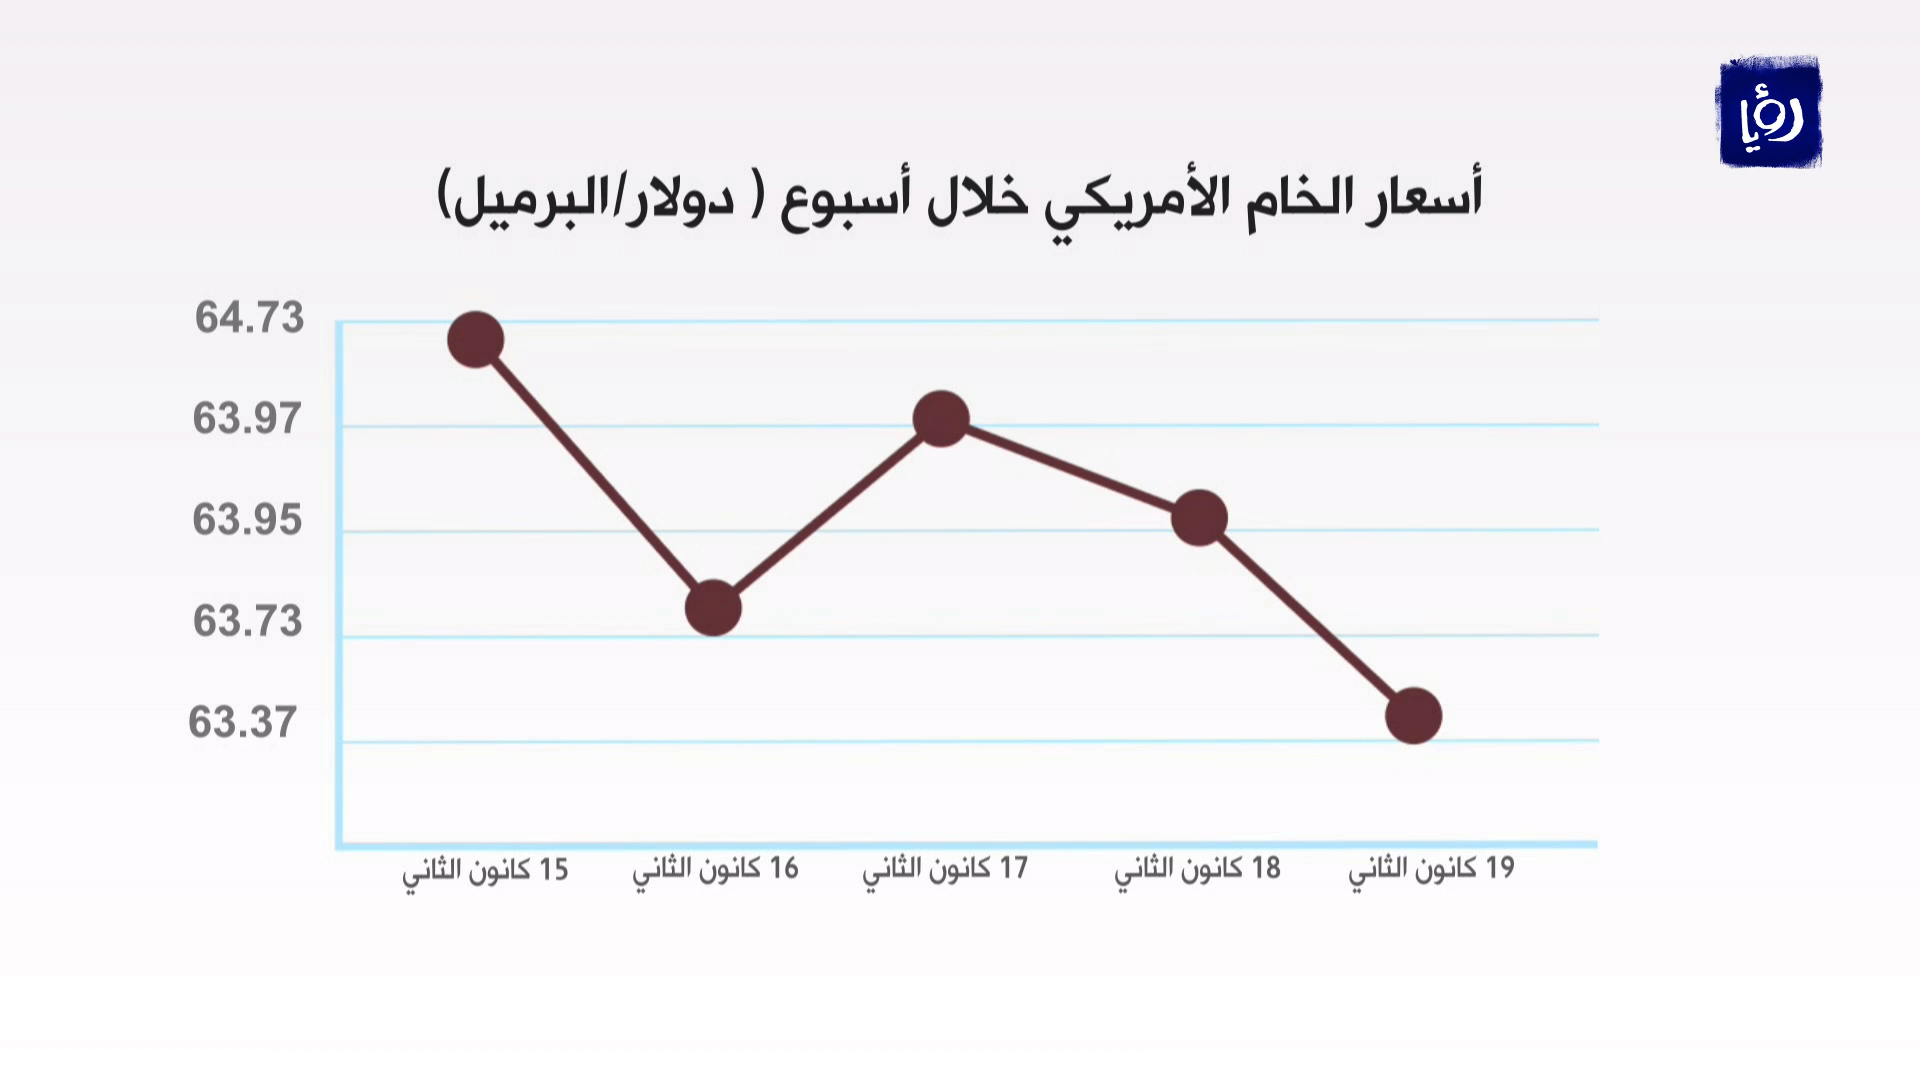 رؤيا
أسعار الخام الأمريكي خلال أسبوع ( دولار/البرميل)
64.73
63.97
63.95
63.73
63.37
15 كانون الثاني
16 كانون الثاني
17 كانون الثاني
18 كانون الثاني
19 كانون الثاني